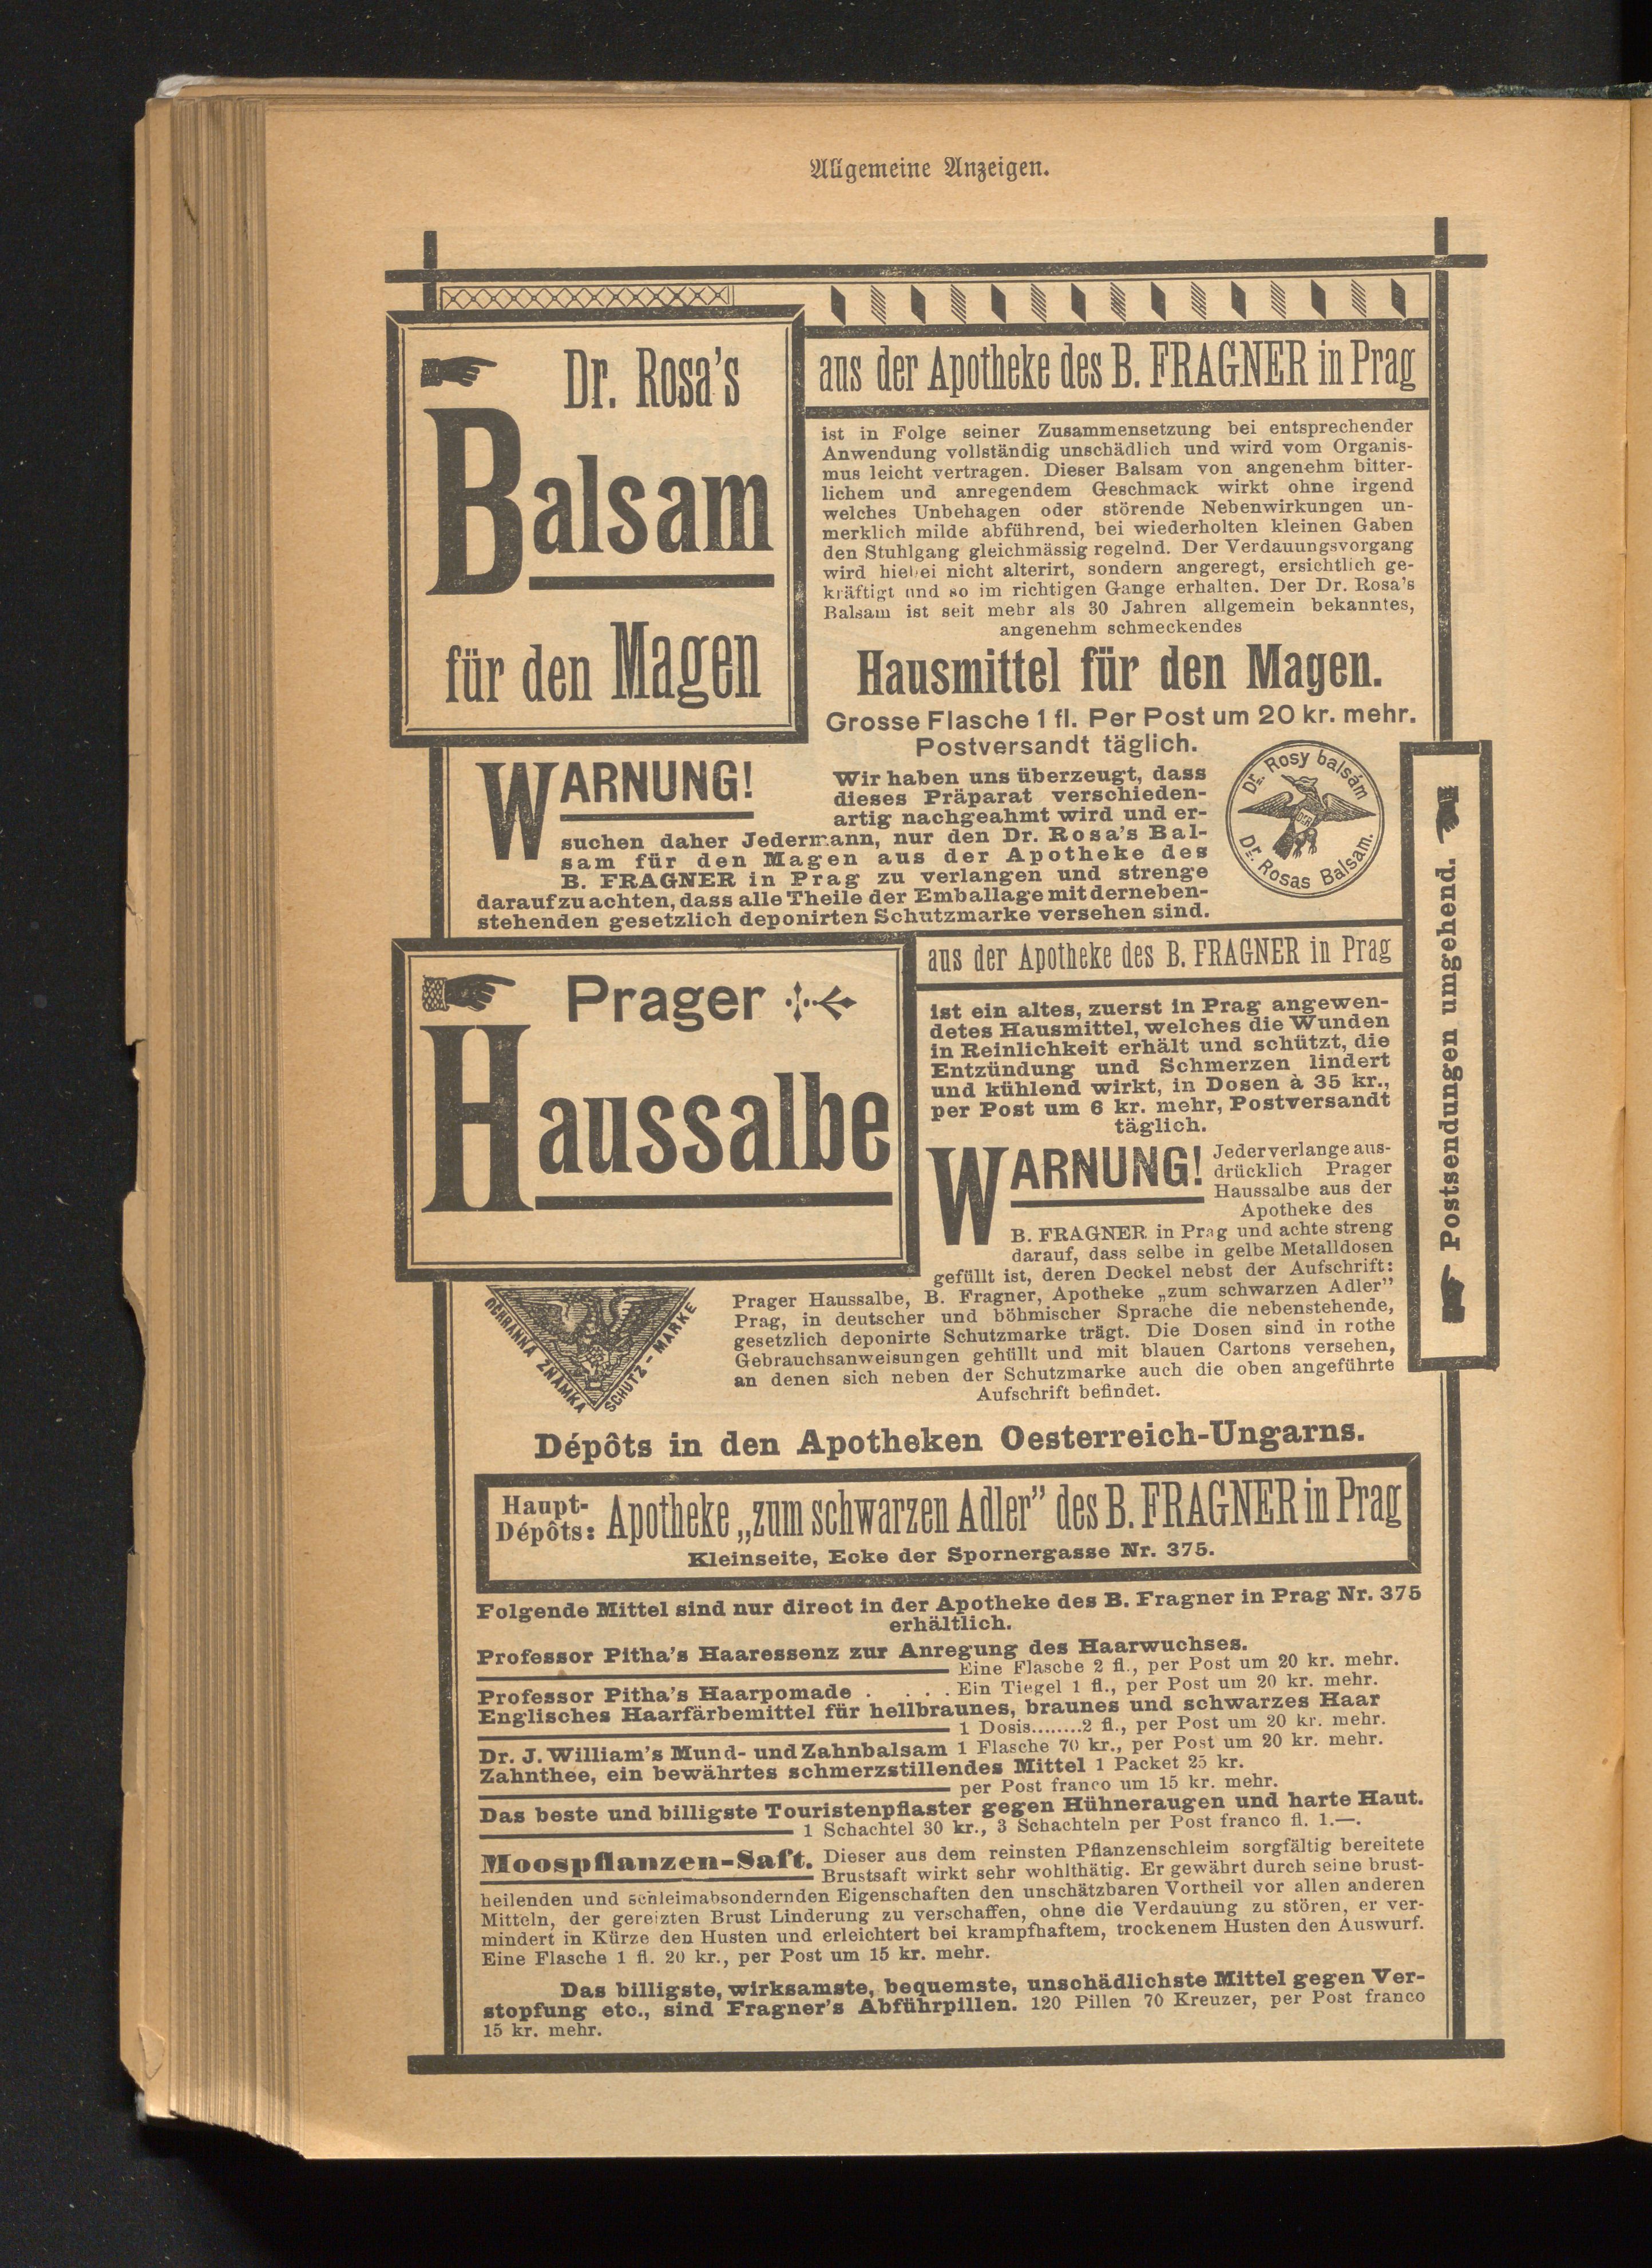 Allgemeine Anzeigen.
Dr. Rosa's
Balsam
für den Magen
aus der Apotheke des B. FRAGNER in Prag
ist in Folge seiner Zusammensetzung bei entsprechender
Anwendung vollständig unschädlich und wird vom Organis-
mus leicht vertragen. Dieser Balsam von angenehm bitter-
lichem und anregendem Geschmack wirkt ohne irgend
welches Unbehagen oder störende Nebenwirkungen un-
merklich milde abführend, bei wiederholten kleinen Gaben
den Stuhlgang gleichmässig regelnd. Der Verdauungsvorgang
wird hiebei nicht alterirt, sondern angeregt, ersichtlich ge-
kräftigt und so im richtigen Gange erhalten. Der Dr. Rosa's
Balsam ist seit mehr als 30 Jahren allgemein bekanntes,
angenehm schmeckendes
Hausmittel für den Magen.
Grosse Flasche 1 fl. Per Post um 20 kr. mehr.
Postversandt täglich.
WARNUNG!
Wir haben uns überzeugt, dass
dieses Präparat verschieden-
artig nachgeahmt wird und er-
suchen daher Jedermann, nur den Dr. Rosa's Bal-
sam für den Magen aus der Apotheke des
B. FRAGNER in Prag zu verlangen und strenge
darauf zu achten, dass alle Theile der Emballage mit der neben-
stehenden gesetzlich deponirten Schutzmarke versehen sind.
Dr. Rosy balsám
Dr. Rosas Balsam.
Postsendungen umgehend.
Prager
Haussalbe
aus der Apotheke des B. FRAGNER in Prag
ist ein altes, zuerst in Prag angewen-
detes Hausmittel, welches die Wunden
in Reinlichkeit erhält und schützt, die
Entzündung und Schmerzen lindert
und kühlend wirkt, in Dosen à 35 kr.,
per Post um 6 kr. mehr, Postversandt
täglich.
WARNUNG!
Jeder verlange aus-
drücklich Prager
Haussalbe aus der
Apotheke des
B. FRAGNER in Prag und achte streng
darauf, dass selbe in gelbe Metalldosen
gefüllt ist, deren Deckel nebst der Aufschrift:
Prager Haussalbe, B. Fragner, Apotheke „zum schwarzen Adler”
Prag, in deutscher und böhmischer Sprache die nebenstehende,
gesetzlich deponirte Schutzmarke trägt. Die Dosen sind in rothe
Gebrauchsanweisungen gehüllt und mit blauen Cartons versehen,
an denen sich neben der Schutzmarke auch die oben angeführte
Aufschrift befindet.
OCHRANNA ZNAMKA
SCHUTZ-MARKE
Dépôts in den Apotheken Oesterreich-Ungarns.
Haupt-
Dépôts: Apotheke „zum schwarzen Adler” des B. FRAGNER in Prag
Kleinseite, Ecke der Spornergasse Nr. 375.
Folgende Mittel sind nur direct in der Apotheke des B. Fragner in Prag Nr. 375
erhältlich.
Professor Pitha's Haaressenz zur Anregung des Haarwuchses.
Eine Flasche 2 fl., per Post um 20 kr. mehr.
Professor Pitha's Haarpomade . . . . Ein Tiegel 1 fl., per Post um 20 kr. mehr.
Englisches Haarfärbemittel für hellbraunes, braunes und schwarzes Haar
1 Dosis........2 fl., per Post um 20 kr. mehr.
Dr. J. William's Mund- und Zahnbalsam 1 Flasche 70 kr., per Post um 20 kr. mehr.
Zahnthee, ein bewährtes schmerzstillendes Mittel 1 Packet 25 kr.
per Post franco um 15 kr. mehr.
Das beste und billigste Touristenpflaster gegen Hühneraugen und harte Haut.
1 Schachtel 30 kr., 3 Schachteln per Post franco fl. 1.—.
Moospflanzen-Saft. Dieser aus dem reinsten Pflanzenschleim sorgfältig bereitete
Brustsaft wirkt sehr wohlthätig. Er gewährt durch seine brust-
heilenden und schleimabsondernden Eigenschaften den unschätzbaren Vortheil vor allen anderen
Mitteln, der gereizten Brust Linderung zu verschaffen, ohne die Verdauung zu stören, er ver-
mindert in Kürze den Husten und erleichtert bei krampfhaftem, trockenem Husten den Auswurf.
Eine Flasche 1 fl. 20 kr., per Post um 15 kr. mehr.
Das billigste, wirksamste, bequemste, unschädlichste Mittel gegen Ver-
stopfung etc., sind Fragner's Abführpillen. 120 Pillen 70 Kreuzer, per Post franco
15 kr. mehr.